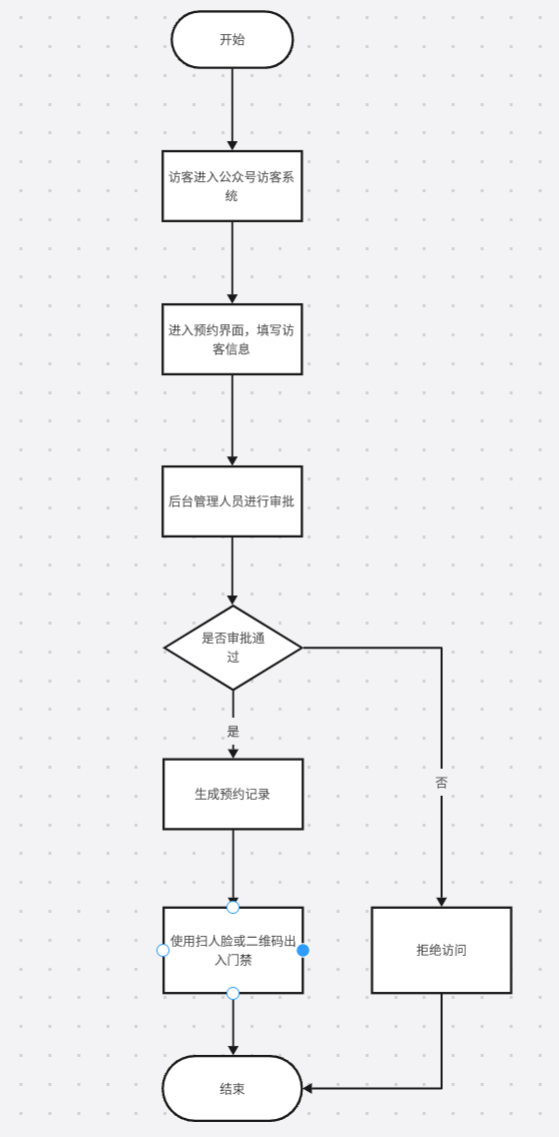 开始
访客进入公众号访客系
统
进入预约界面，填写访
客信息
后台管理人员进行审批
是否审批通
过
是
生成预约记录
否
使用扫人脸或二维码出
入门禁
拒绝访问
结束